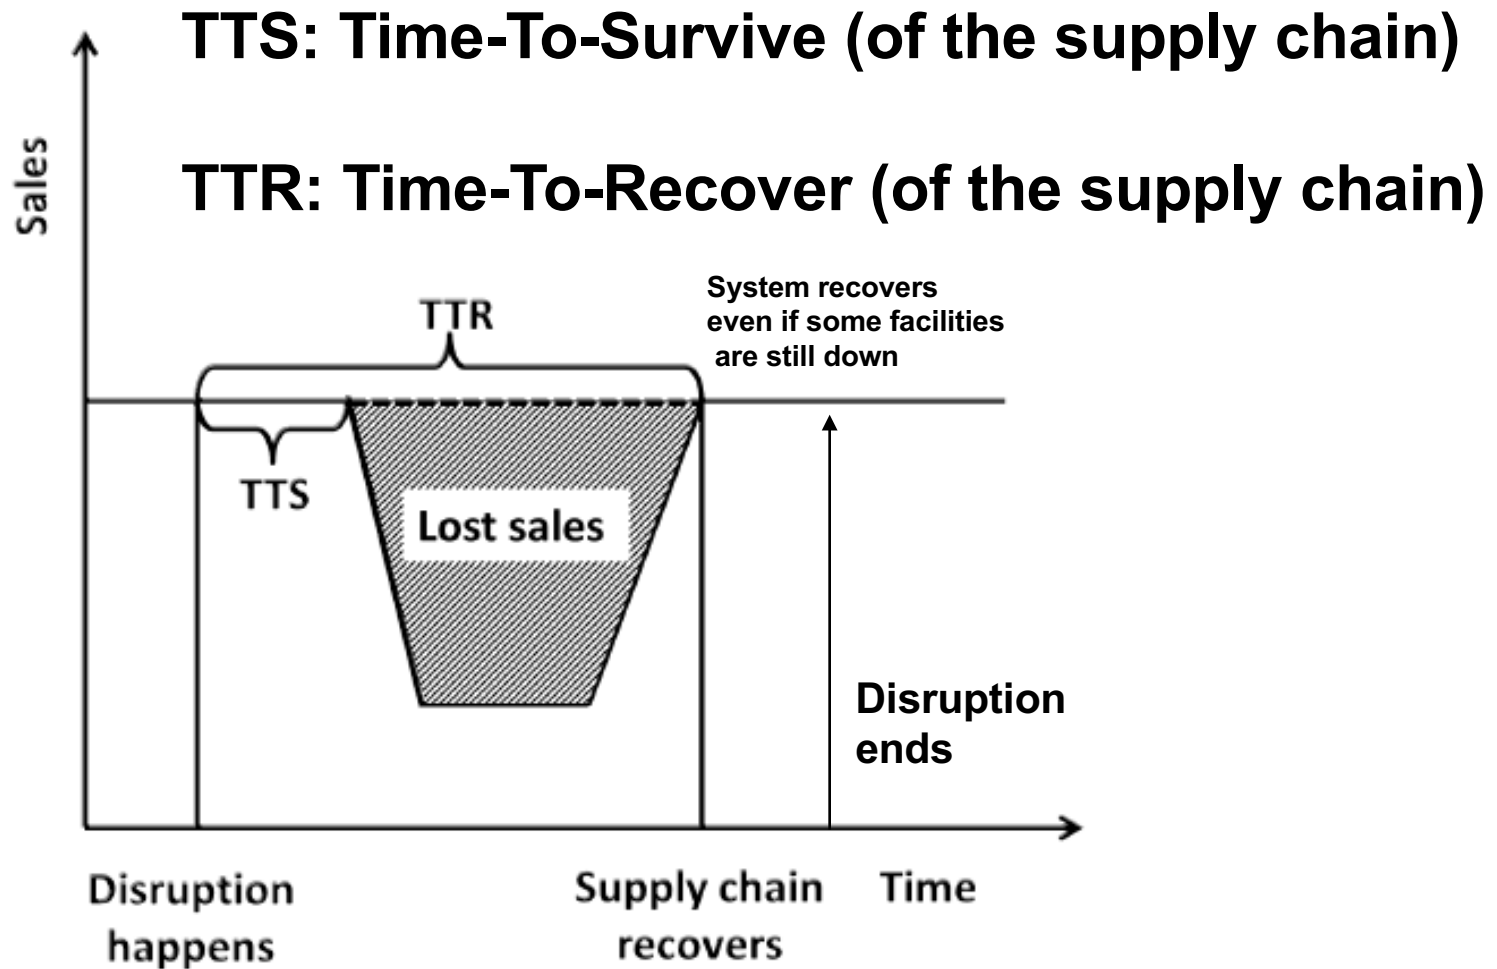 TTS: Time-To-Survive (of the supply chain)
TTR: Time-To-Recover (of the supply chain)
Sales
System recovers
even if some facilities
are still down
TTR
TTS
Lost sales
Disruption
ends
Disruption
happens
Supply chain
recovers
Time